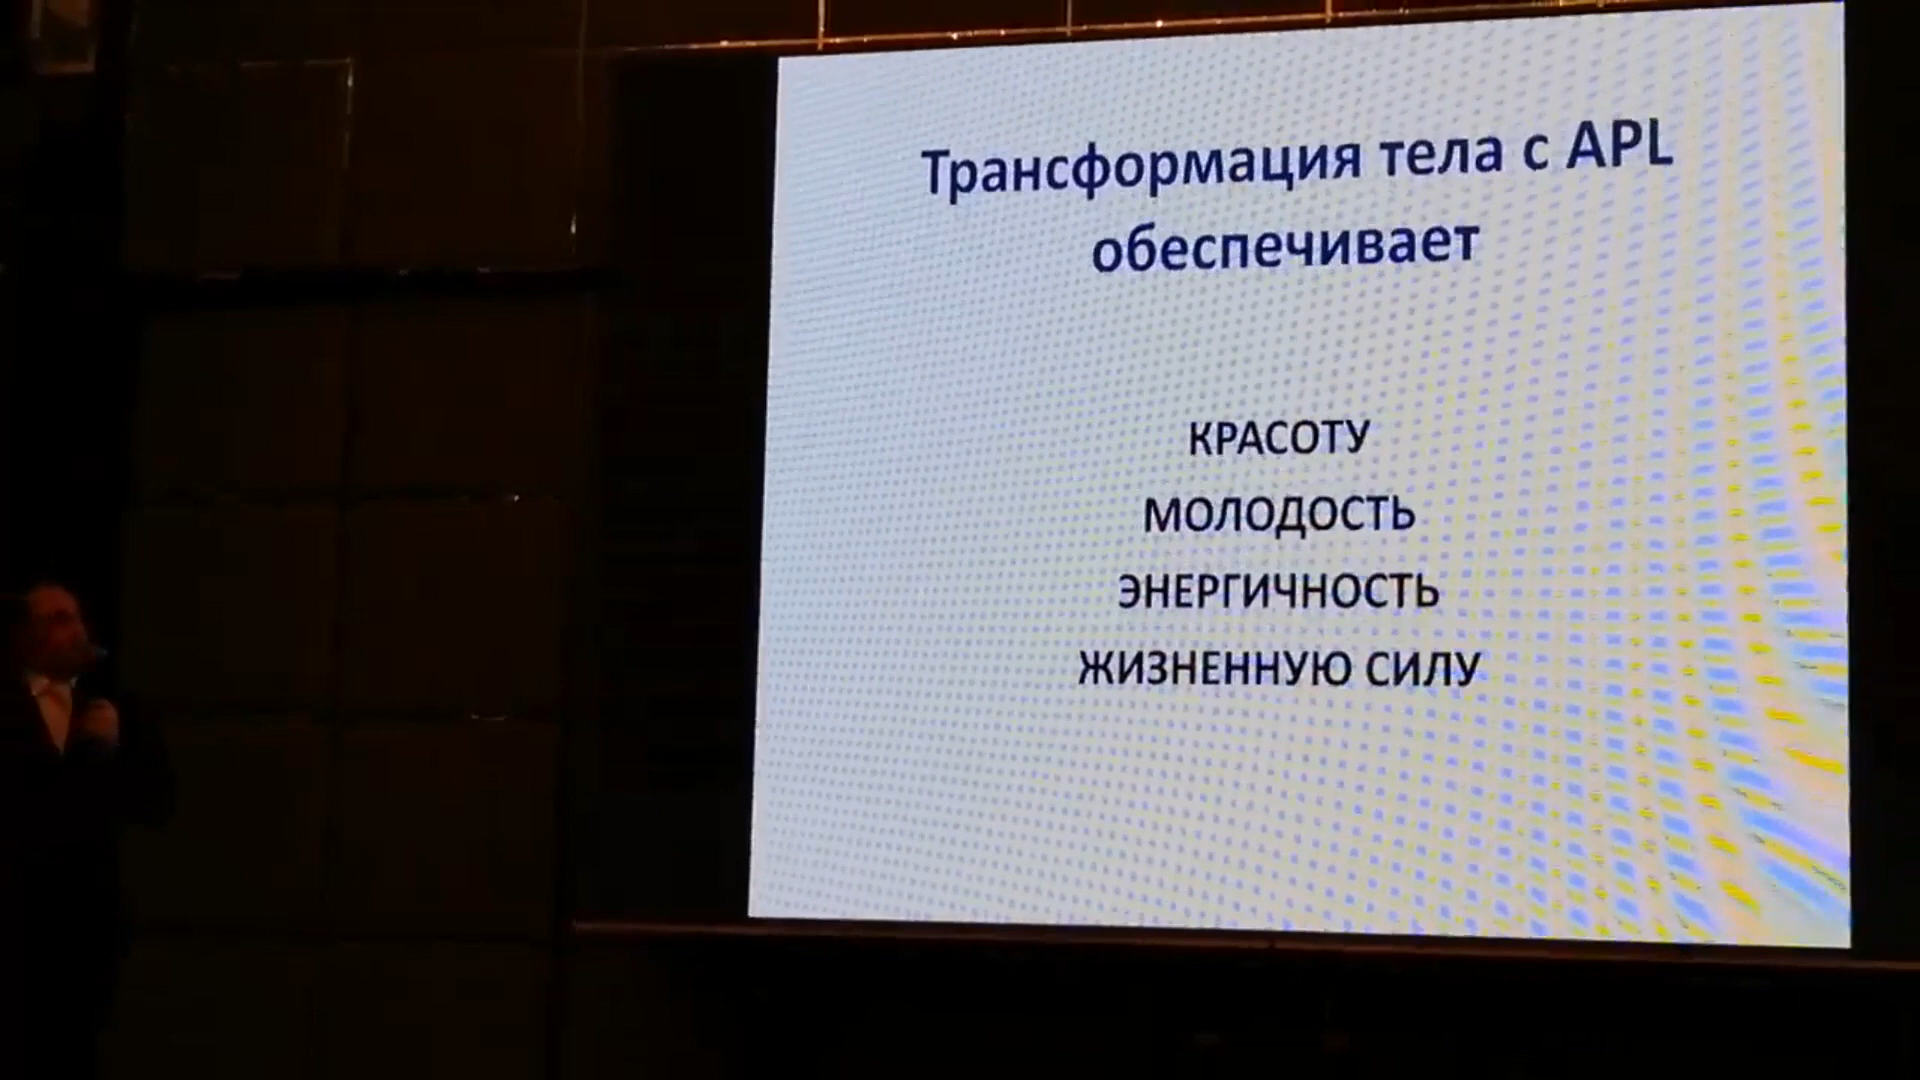 Трансформация тела с APL
обеспечивает
КРАСОТУ
МОЛОДОСТЬ
ЭНЕРГИЧНОСТЬ
ЖИЗНЕННУЮ СИЛУ